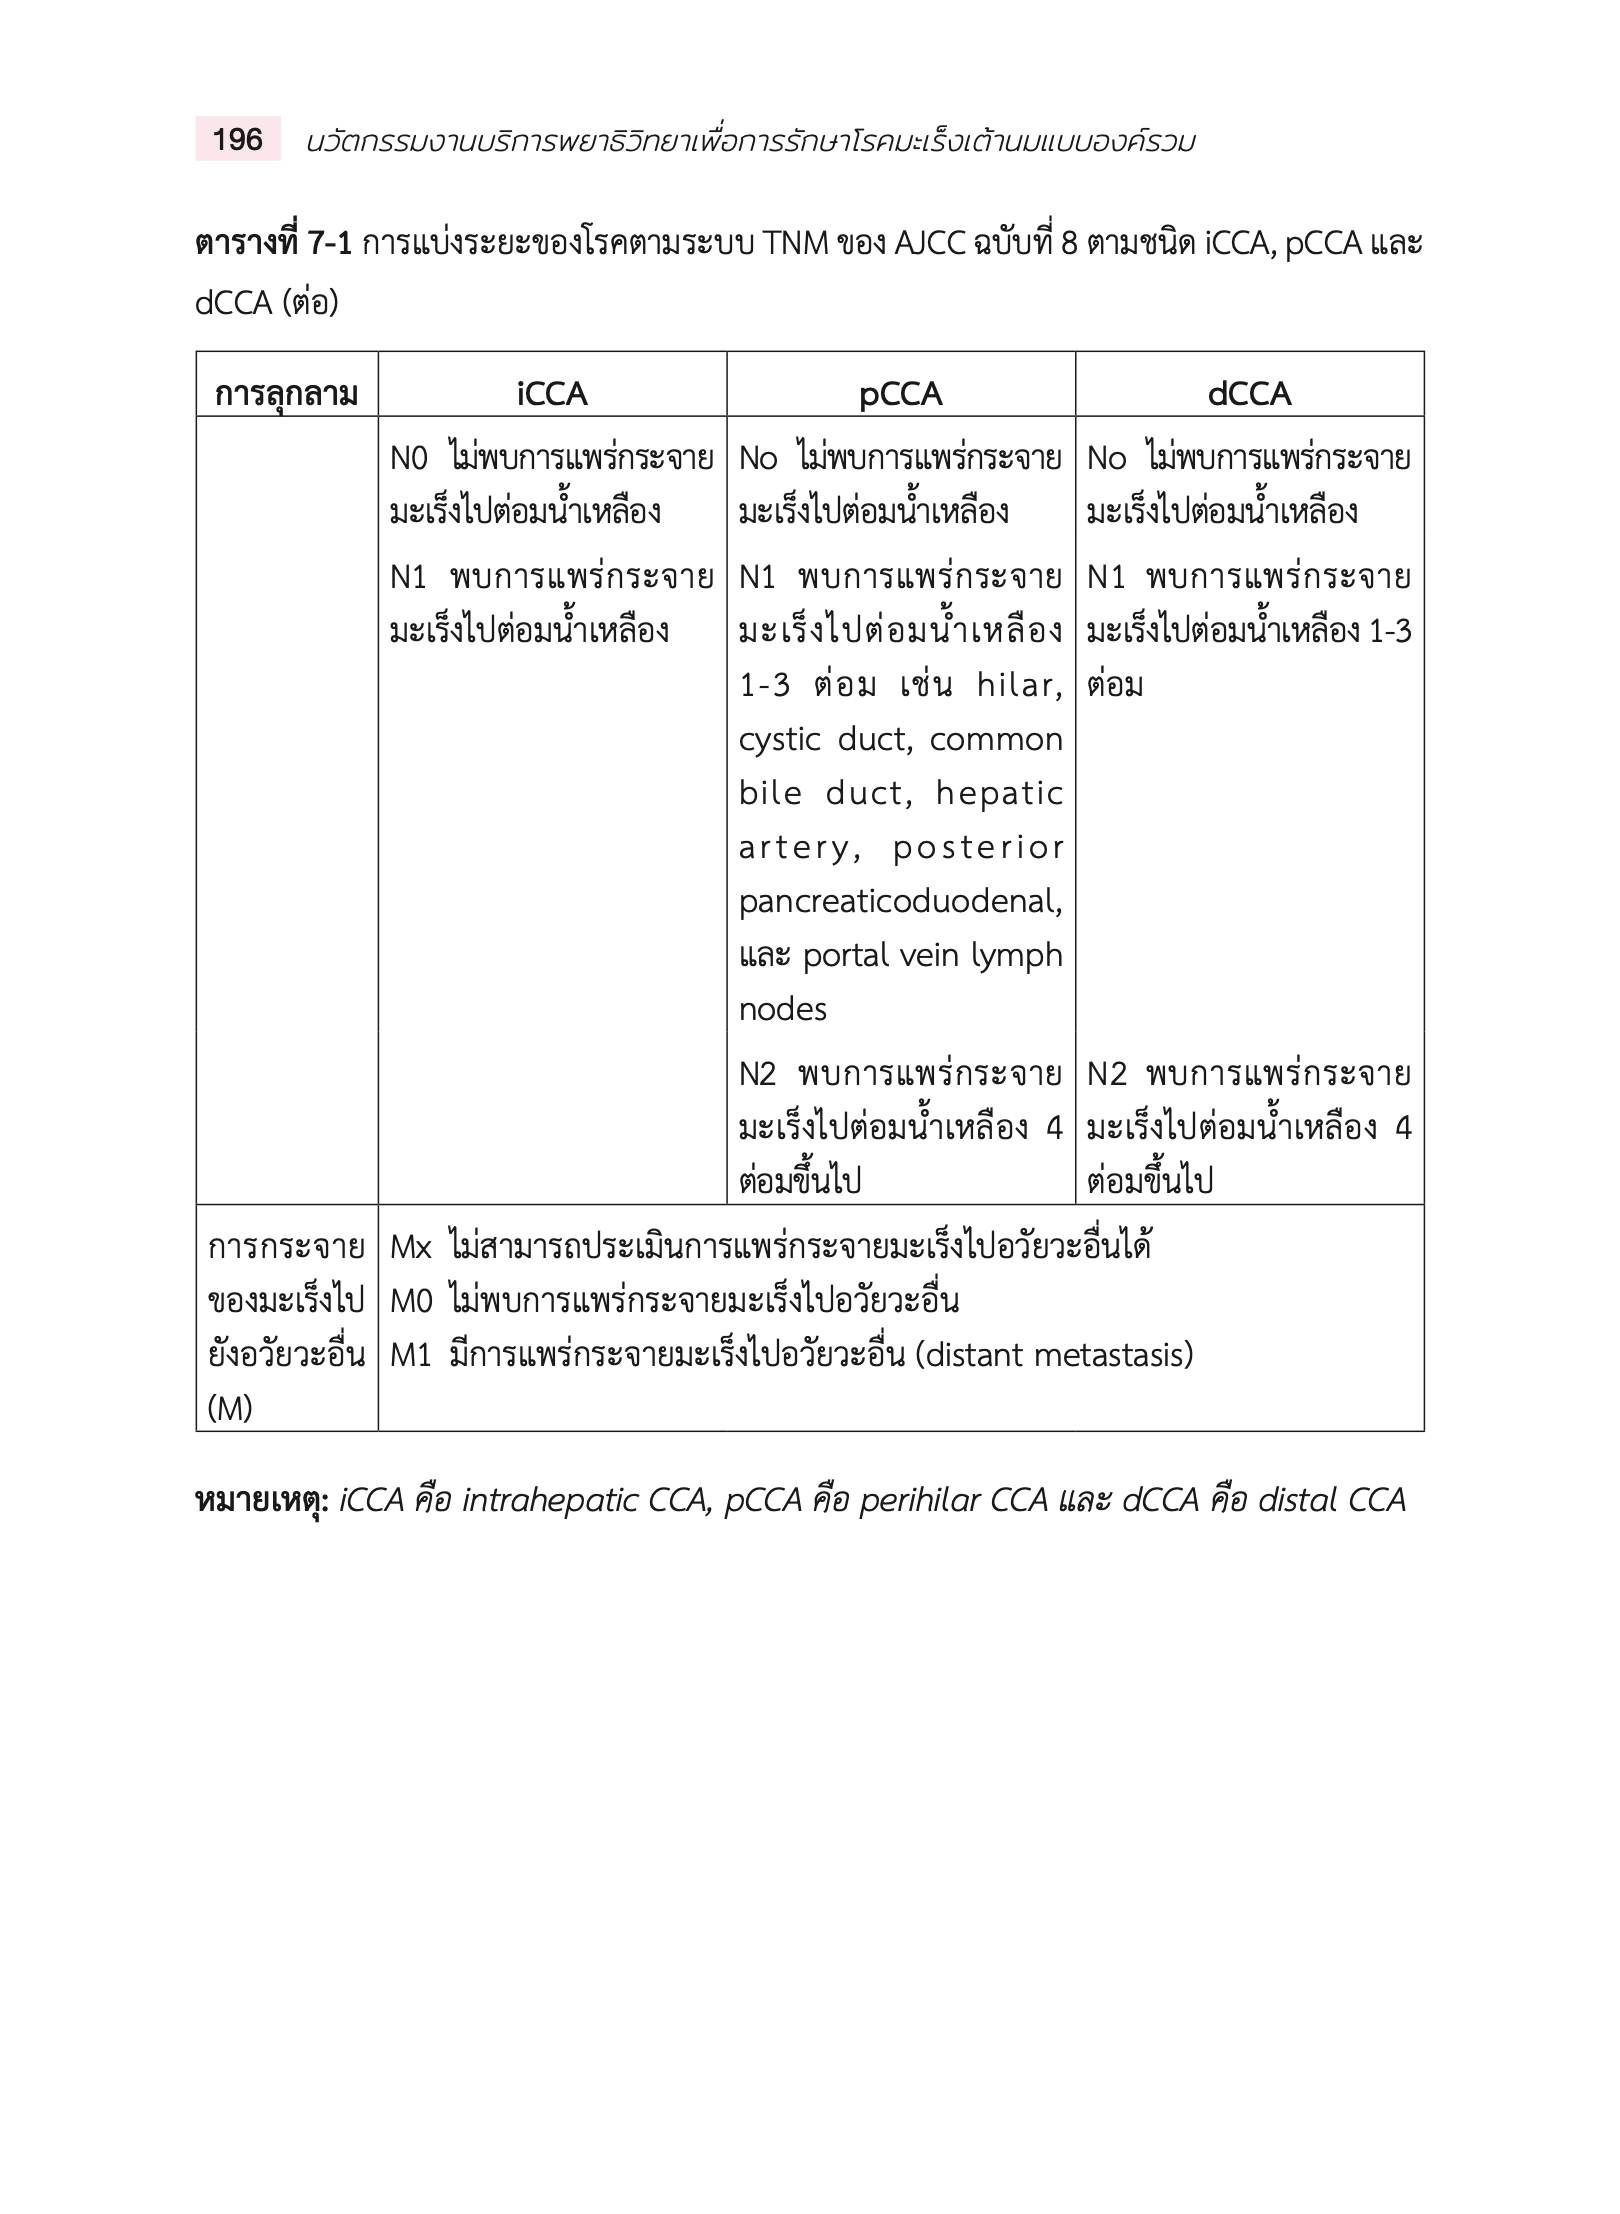 196 นวัตกรรมงานบริการพยาธิวิทยาเพื่อการรักษาโรคมะเร็งเต้านมแบบองค์รวม
ตารางที่ 7-1 การแบ่งระยะของโรคตามระบบ TNM ของ AJCC ฉบับที่ 8 ตามชนิด iCCA, pCCA และ
dCCA (ต่อ)
การลุกลาม iCCA pCCA dCCA
N0 ไม่พบการแพร่กระจาย
มะเร็งไปต่อมน้ำเหลือง
N1 พบการแพร่กระจาย
มะเร็งไปต่อมน้ำเหลือง
No ไม่พบการแพร่กระจาย
มะเร็งไปต่อมน้ำเหลือง
N1 พบการแพร่กระจาย
มะเร็งไปต่อมน้ำเหลือง
1-3 ต่อม เช่น hilar,
cystic duct, common
bile duct, hepatic
artery, posterior
pancreaticoduodenal,
และ portal vein lymph
nodes
N2 พบการแพร่กระจาย
มะเร็งไปต่อมน้ำเหลือง 4
ต่อมขึ้นไป
No ไม่พบการแพร่กระจาย
มะเร็งไปต่อมน้ำเหลือง
N1 พบการแพร่กระจาย
มะเร็งไปต่อมน้ำเหลือง 1-3
ต่อม
N2 พบการแพร่กระจาย
มะเร็งไปต่อมน้ำเหลือง 4
ต่อมขึ้นไป
การกระจาย
ของมะเร็งไป
ยังอวัยวะอื่น
(M)
Mx ไม่สามารถประเมินการแพร่กระจายมะเร็งไปอวัยวะอื่นได้
M0 ไม่พบการแพร่กระจายมะเร็งไปอวัยวะอื่น
M1 มีการแพร่กระจายมะเร็งไปอวัยวะอื่น (distant metastasis)
หมายเหตุ: iCCA คือ intrahepatic CCA, pCCA คือ perihilar CCA และ dCCA คือ distal CCA